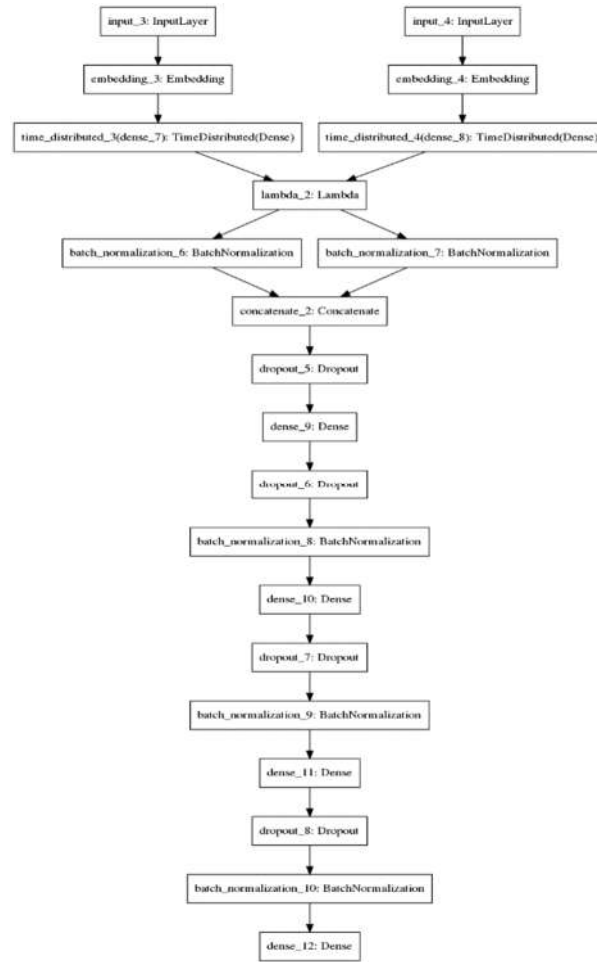 input_3: InputLayer
input_4: InputLayer
embedding_3: Embedding
embedding_4: Embedding
time_distributed_3(dense_7): TimeDistributed(Dense)
time_distributed_4(dense_8): TimeDistributed(Dense)
lambda_2: Lambda
batch_normalization_6: BatchNormalization
batch_normalization_7: BatchNormalization
concatenate_2: Concatenate
dropout_5: Dropout
dense_9: Dense
dropout_6: Dropout
batch_normalization_8: BatchNormalization
dense_10: Dense
dropout_7: Dropout
batch_normalization_9: BatchNormalization
dense_11: Dense
dropout_8: Dropout
batch_normalization_10: BatchNormalization
dense_12: Dense